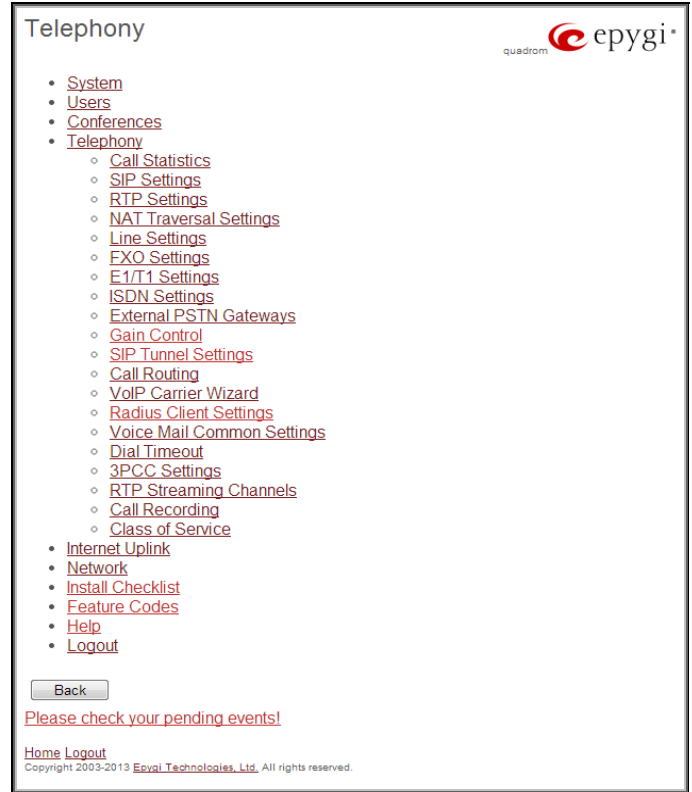 Telephony
quadrom epygi
System
Users
Conferences
Telephony
Call Statistics
SIP Settings
RTP Settings
NAT Traversal Settings
Line Settings
FXO Settings
E1/T1 Settings
ISDN Settings
External PSTN Gateways
Gain Control
SIP Tunnel Settings
Call Routing
VoIP Carrier Wizard
Radius Client Settings
Voice Mail Common Settings
Dial Timeout
3PCC Settings
RTP Streaming Channels
Call Recording
Class of Service
Internet Uplink
Network
Install Checklist
Feature Codes
Help
Logout
Back
Please check your pending events!
Home Logout
Copyright 2003-2013 Epygi Technologies, Ltd. All rights reserved.